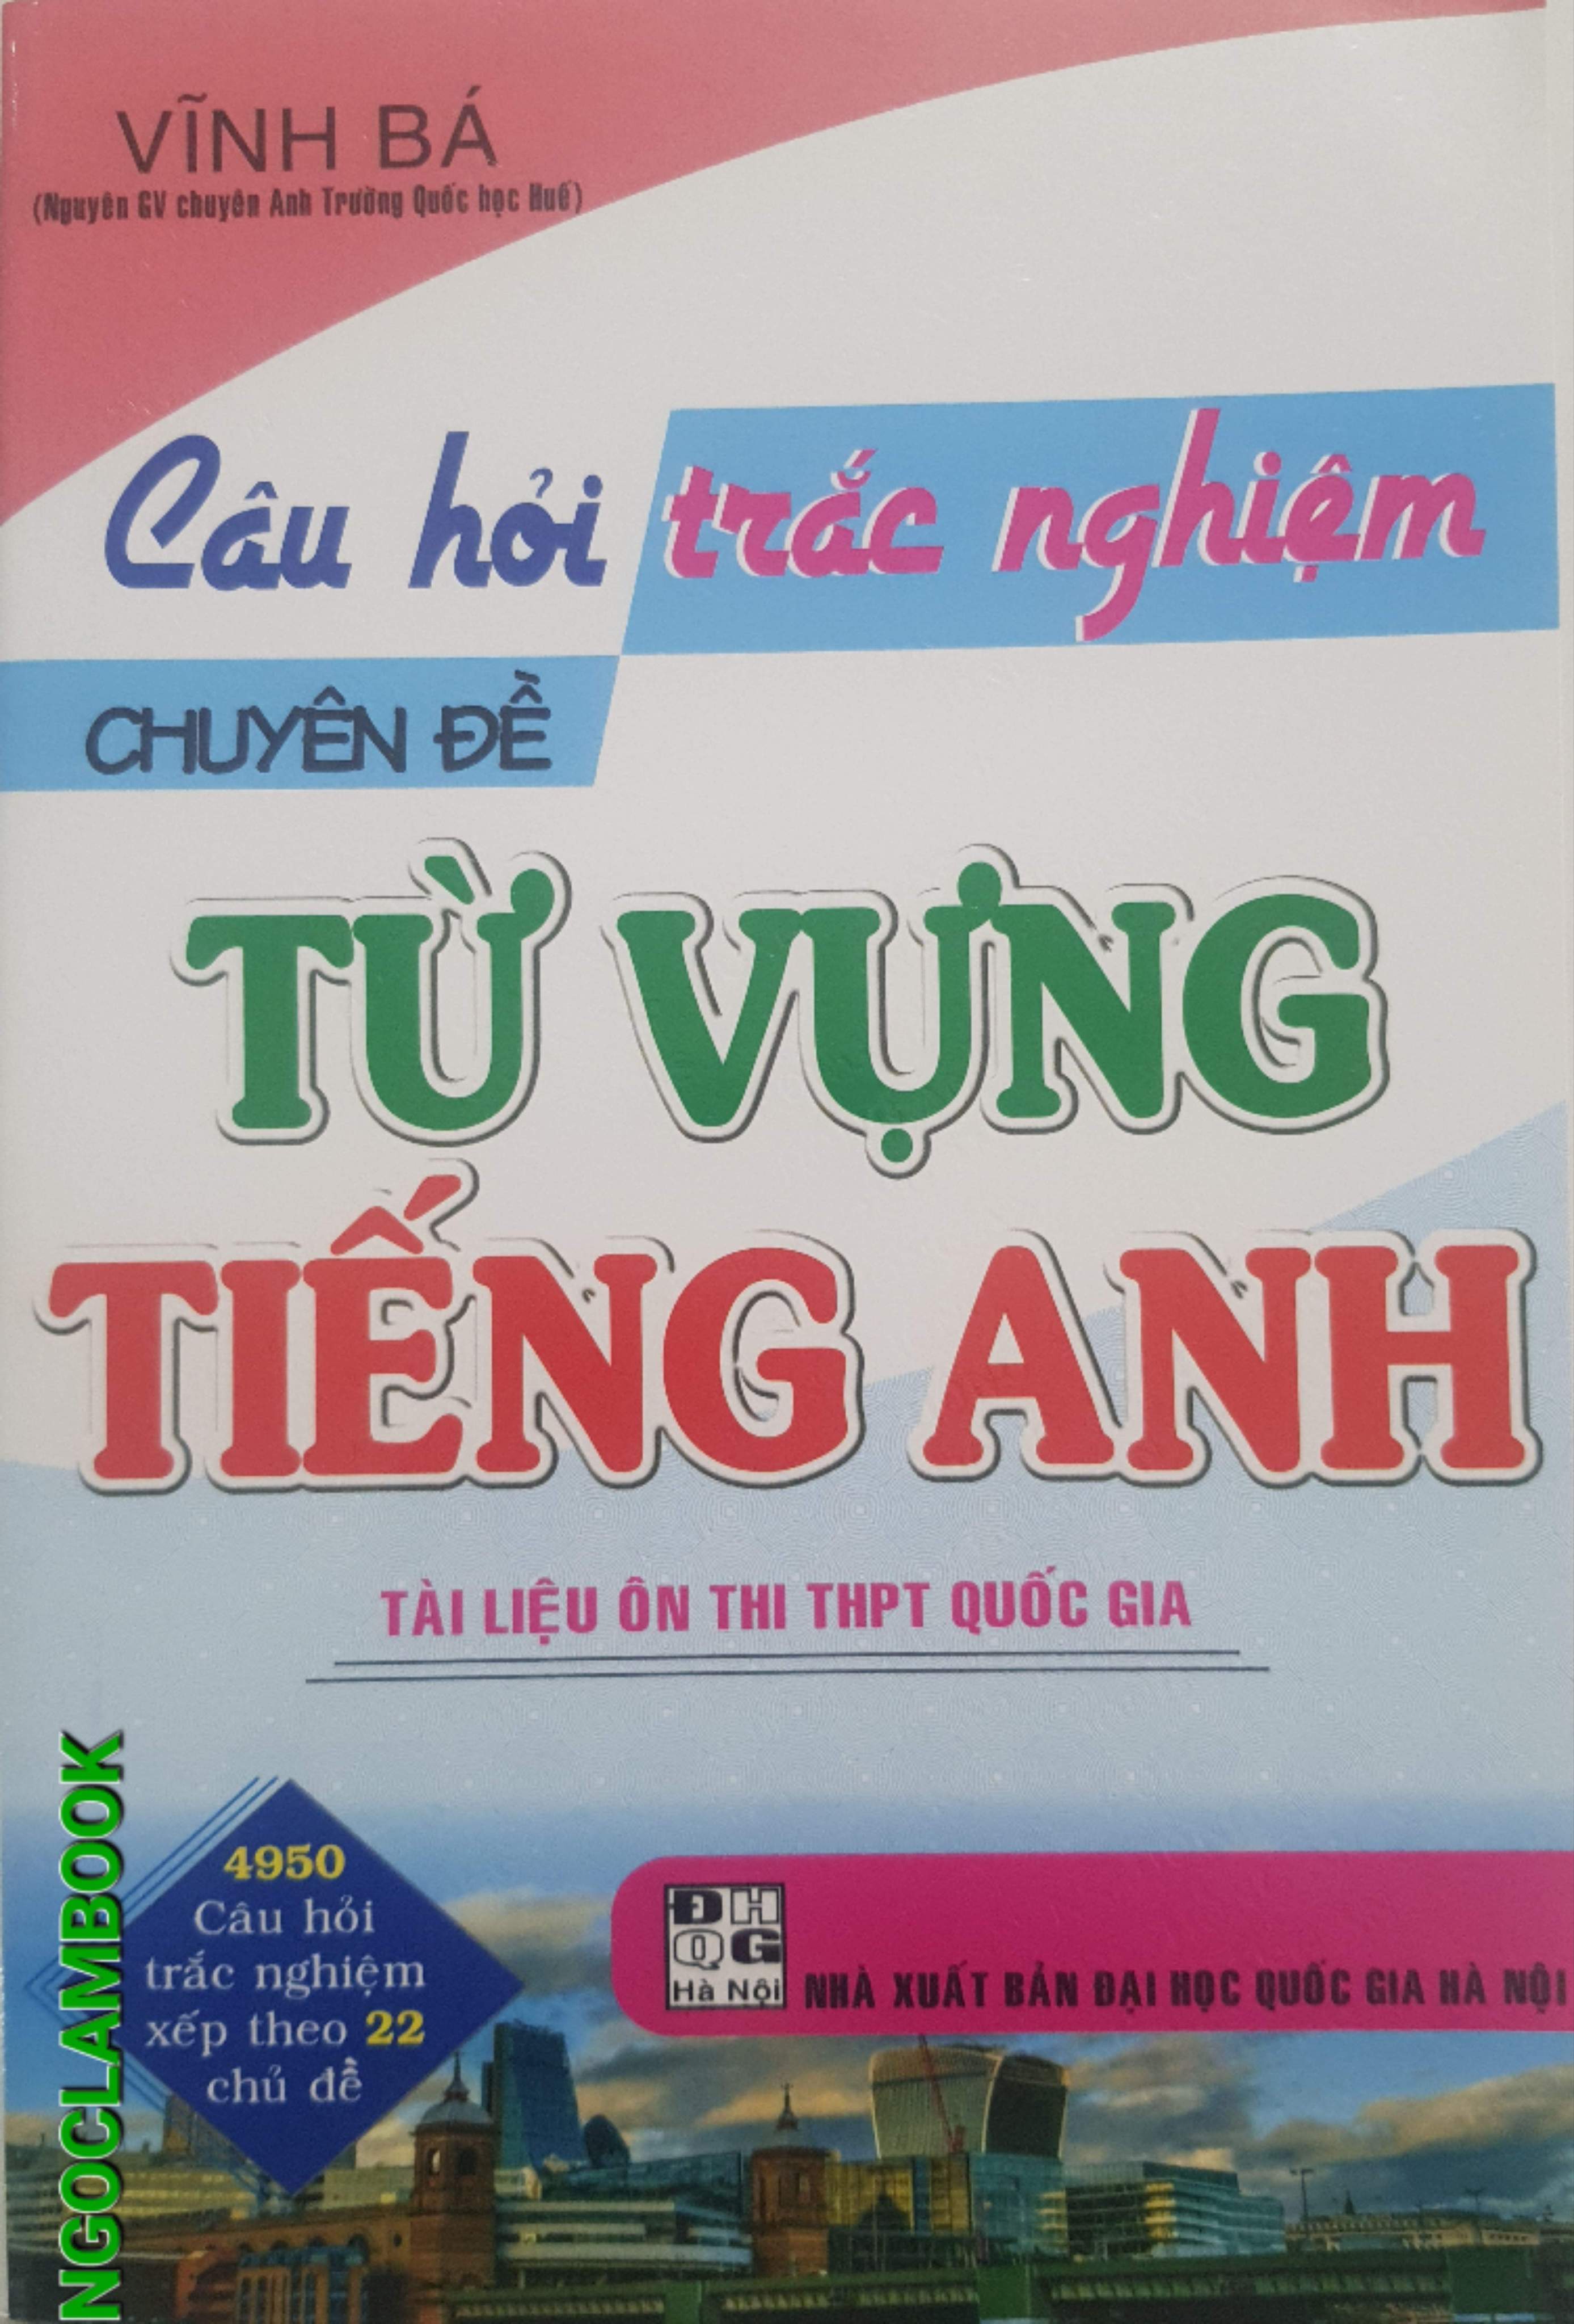 VĨNH BÁ
(Nguyên GV chuyên Anh Trường Quốc học Huế)
Câu hỏi trắc nghiệm
CHUYÊN ĐỀ
TỪ VỰNG
TIẾNG ANH
TÀI LIỆU ÔN THI THPT QUỐC GIA
NGOCLAMBOOK
4950
Câu hỏi
trắc nghiệm
xếp theo 22
chủ đề
ĐH
QG
Hà Nội
NHÀ XUẤT BẢN ĐẠI HỌC QUỐC GIA HÀ NỘI